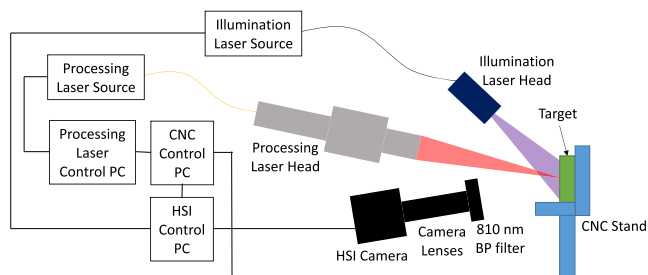 Illumination
Laser Source
Illumination
Laser Head
Processing
Laser Source
Target
Processing
Laser Control PC
CNC
Control
PC
Processing
Laser Head
HSI
Control
PC
HSI Camera
Camera
Lenses
810 nm
BP filter
CNC Stand